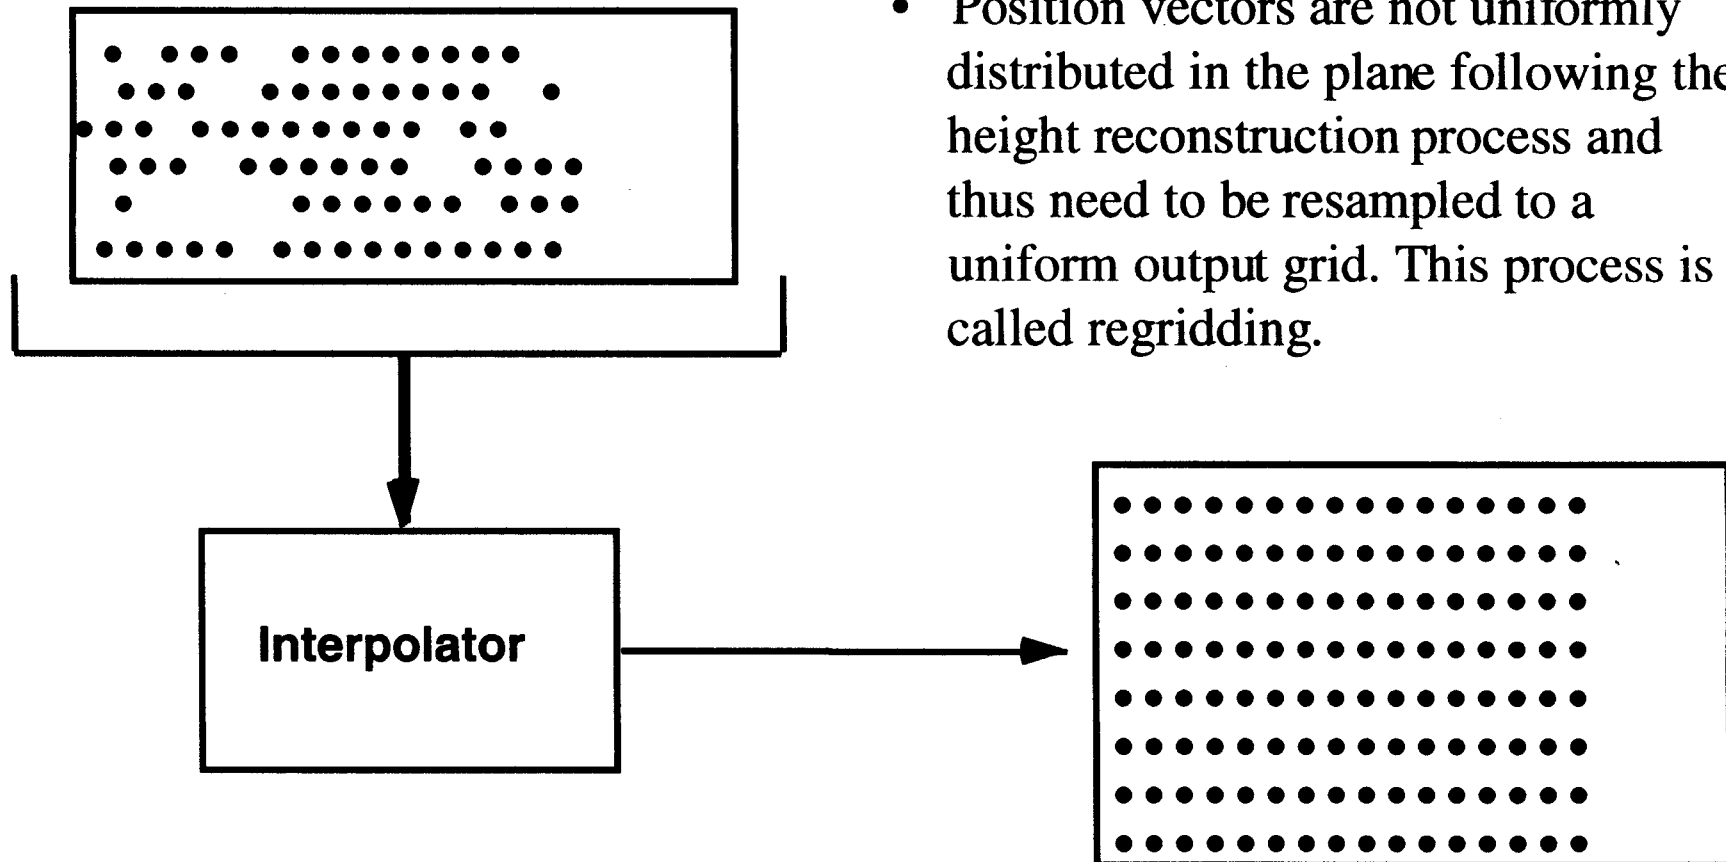 • Position vectors are not uniformly
distributed in the plane following the
height reconstruction process and
thus need to be resampled to a
uniform output grid. This process is
called regridding.
Interpolator